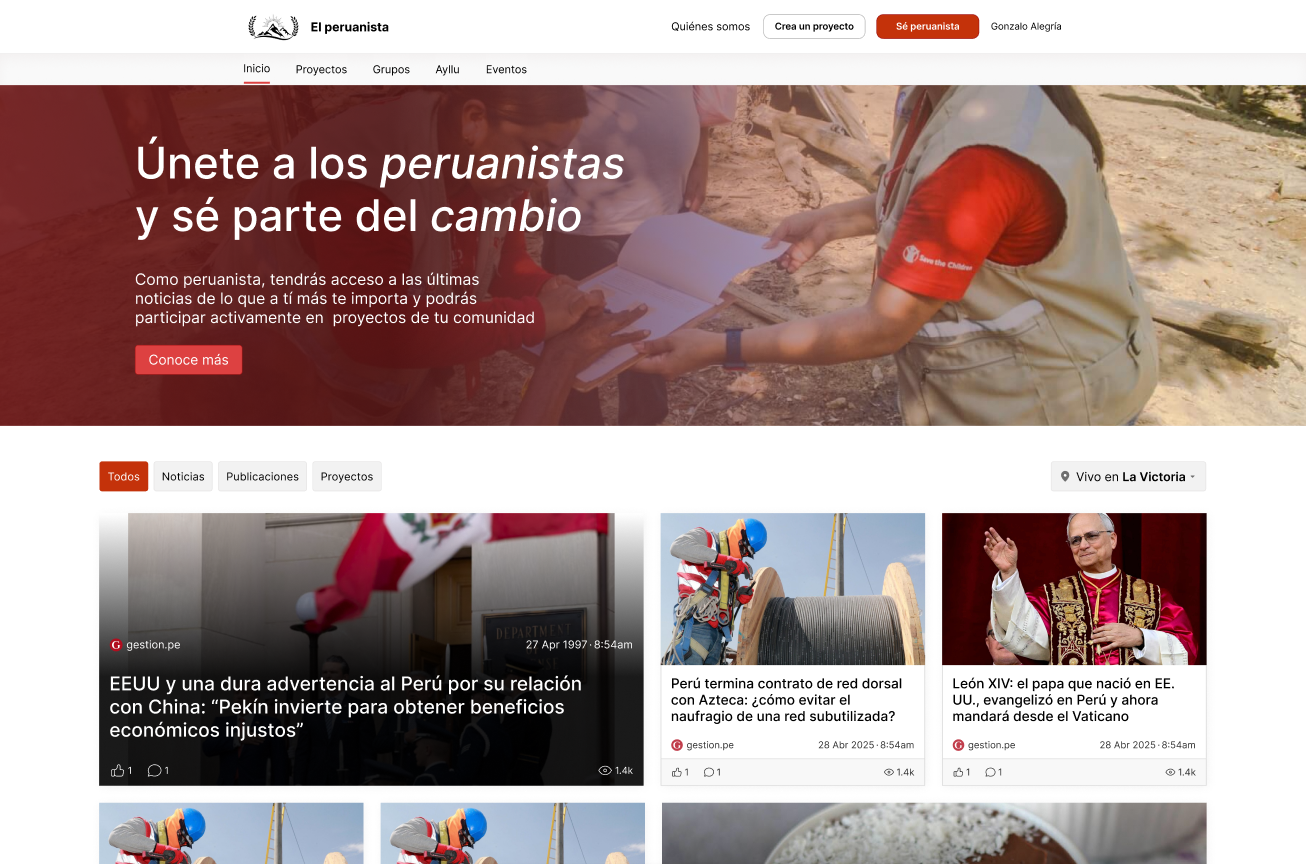 El peruanista
Quiénes somos
Crea un proyecto
Sé peruanista
Gonzalo Alegría
Inicio
Proyectos
Grupos
Ayllu
Eventos
Únete a los peruanistas
y sé parte del cambio
Save the Children
Como peruanista, tendrás acceso a las últimas
noticias de lo que a tí más te importa y podrás
participar activamente en  proyectos de tu comunidad
Conoce más
Todos
Noticias
Publicaciones
Proyectos
Vivo en La Victoria
DEPARTMENT
G gestion.pe
27 Apr 1997 · 8:54am
EEUU y una dura advertencia al Perú por su relación
con China: “Pekín invierte para obtener beneficios
económicos injustos”
1
1
1.4k
Perú termina contrato de red dorsal
con Azteca: ¿cómo evitar el
naufragio de una red subutilizada?
G gestion.pe
28 Abr 2025 · 8:54am
1
1
1.4k
León XIV: el papa que nació en EE.
UU., evangelizó en Perú y ahora
mandará desde el Vaticano
G gestion.pe
28 Abr 2025 · 8:54am
1
1
1.4k